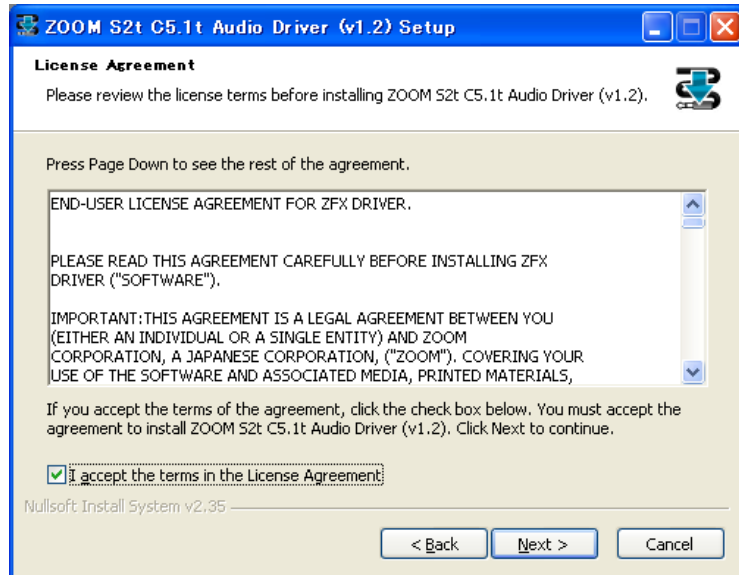 ZOOM S2t C5.1t Audio Driver (v1.2) Setup
License Agreement
Please review the license terms before installing ZOOM S2t C5.1t Audio Driver (v1.2).
Press Page Down to see the rest of the agreement.
END-USER LICENSE AGREEMENT FOR ZFX DRIVER.
PLEASE READ THIS AGREEMENT CAREFULLY BEFORE INSTALLING ZFX
DRIVER ("SOFTWARE").
IMPORTANT:THIS AGREEMENT IS A LEGAL AGREEMENT BETWEEN YOU
(EITHER AN INDIVIDUAL OR A SINGLE ENTITY) AND ZOOM
CORPORATION, A JAPANESE CORPORATION, ("ZOOM"). COVERING YOUR
USE OF THE SOFTWARE AND ASSOCIATED MEDIA, PRINTED MATERIALS,
If you accept the terms of the agreement, click the check box below. You must accept the
agreement to install ZOOM S2t C5.1t Audio Driver (v1.2). Click Next to continue.
I accept the terms in the License Agreement
Nullsoft Install System v2.35
< Back Next > Cancel